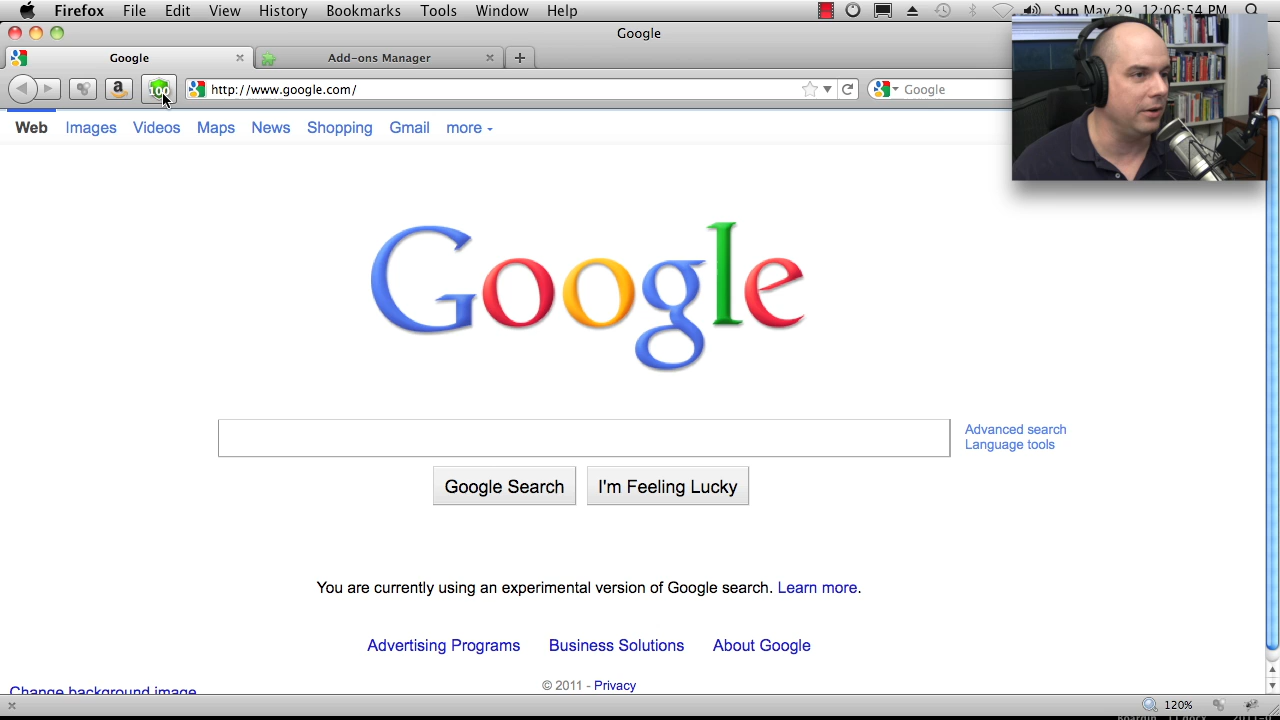 Firefox File Edit View History Bookmarks Tools Window Help Sun May 29 12:06:54 PM
Google
Google Add-ons Manager
100 http://www.google.com/ Google
Web Images Videos Maps News Shopping Gmail more
Google
Advanced search
Language tools
Google Search I'm Feeling Lucky
You are currently using an experimental version of Google search. Learn more.
Advertising Programs Business Solutions About Google
© 2011 - Privacy
Change background image
120%